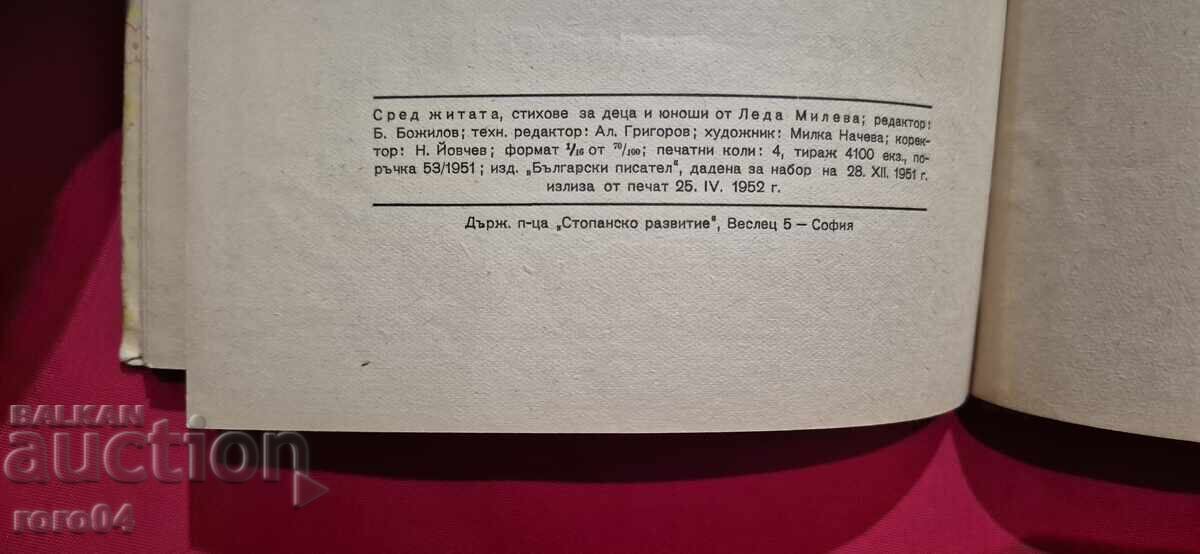 Сред житата, стихове за деца и юноши от Леда Милева; редактор:
Б. Божилов; техн. редактор: Ал. Григоров; художник: Милка Начева; корек-
тор: Н. Йовчев; формат 1/16 от 70/100; печатни коли: 4, тираж 4100 екз., по-
ръчка 53/1951; изд. „Български писател", дадена за набор на 28. XII. 1951 г.
излиза от печат 25. IV. 1952 г.
Държ. п-ца „Стопанско развитие", Веслец 5 — София
BALKAN
auction
roro04